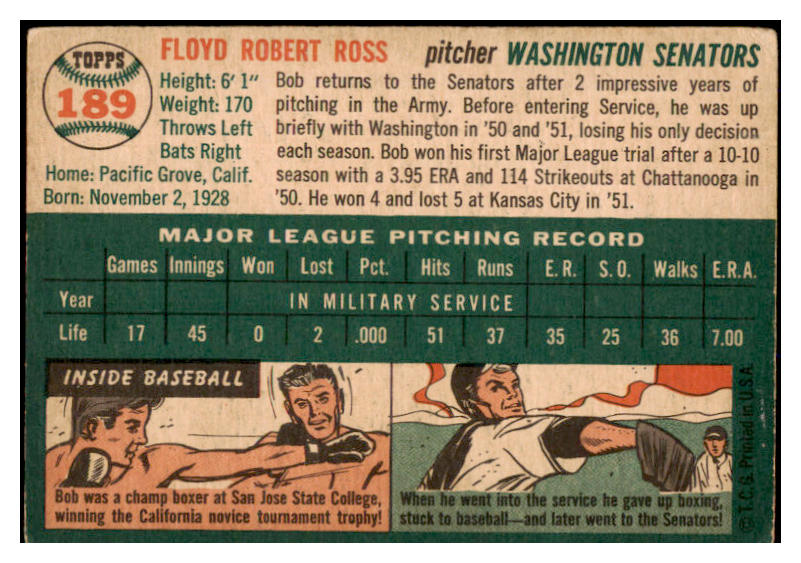 TOPPS
189
FLOYD ROBERT ROSS pitcher WASHINGTON SENATORS
Height: 6' 1"
Weight: 170
Throws Left
Bats Right
Home: Pacific Grove, Calif.
Born: November 2, 1928
Bob returns to the Senators after 2 impressive years of
pitching in the Army. Before entering Service, he was up
briefly with Washington in '50 and '51, losing his only decision
each season. Bob won his first Major League trial after a 10-10
season with a 3.95 ERA and 114 Strikeouts at Chattanooga in
'50. He won 4 and lost 5 at Kansas City in '51.
MAJOR LEAGUE PITCHING RECORD
Games Innings Won Lost Pct. Hits Runs E.R. S.O. Walks E.R.A.
Year IN MILITARY SERVICE
Life 17 45 0 2 .000 51 37 35 25 36 7.00
INSIDE BASEBALL
Bob was a champ boxer at San Jose State College,
winning the California novice tournament trophy!
When he went into the service he gave up boxing,
stuck to baseball—and later went to the Senators!
© T.C.G. Printed in U.S.A.